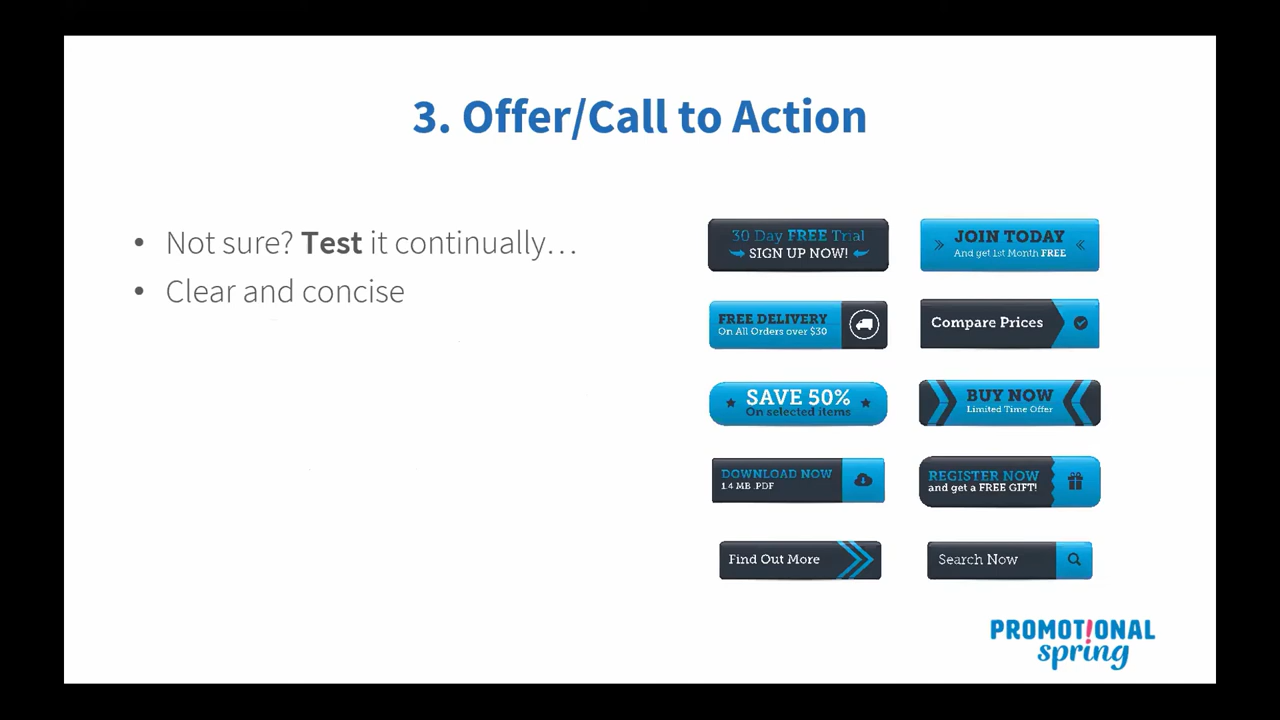 3. Offer/Call to Action
• Not sure? Test it continually…
• Clear and concise
30 Day FREE Trial
SIGN UP NOW!
JOIN TODAY
And get 1st Month FREE
FREE DELIVERY
On All Orders over $30
Compare Prices
SAVE 50%
On selected items
BUY NOW
Limited Time Offer
DOWNLOAD NOW
1.4 MB .PDF
REGISTER NOW
and get a FREE GIFT!
Find Out More
Search Now
PROMOT!ONAL
spring